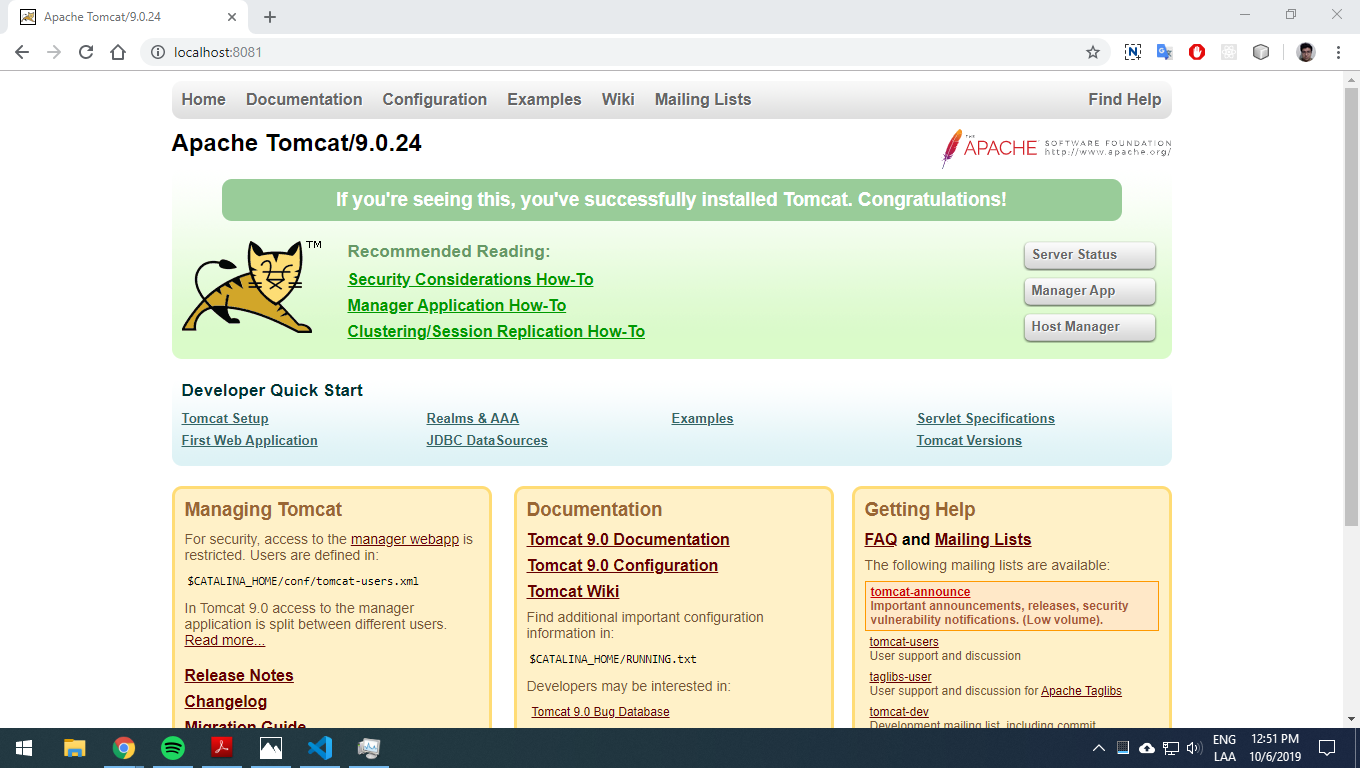 Apache Tomcat/9.0.24
localhost:8081
Home Documentation Configuration Examples Wiki Mailing Lists Find Help
Apache Tomcat/9.0.24
THE
APACHE SOFTWARE FOUNDATION
http://www.apache.org/
If you're seeing this, you've successfully installed Tomcat. Congratulations!
TM
Recommended Reading:
Security Considerations How-To
Manager Application How-To
Clustering/Session Replication How-To
Server Status
Manager App
Host Manager
Developer Quick Start
Tomcat Setup
First Web Application
Realms & AAA
JDBC DataSources
Examples
Servlet Specifications
Tomcat Versions
Managing Tomcat
For security, access to the manager webapp is
restricted. Users are defined in:
$CATALINA_HOME/conf/tomcat-users.xml
In Tomcat 9.0 access to the manager
application is split between different users.
Read more...
Release Notes
Changelog
Migration Guide
Documentation
Tomcat 9.0 Documentation
Tomcat 9.0 Configuration
Tomcat Wiki
Find additional important configuration
information in:
$CATALINA_HOME/RUNNING.txt
Developers may be interested in:
Tomcat 9.0 Bug Database
Getting Help
FAQ and Mailing Lists
The following mailing lists are available:
tomcat-announce
Important announcements, releases, security
vulnerability notifications. (Low volume).
tomcat-users
User support and discussion
taglibs-user
User support and discussion for Apache Taglibs
tomcat-dev
Development mailing list, including commit
ENG
LAA
12:51 PM
10/6/2019